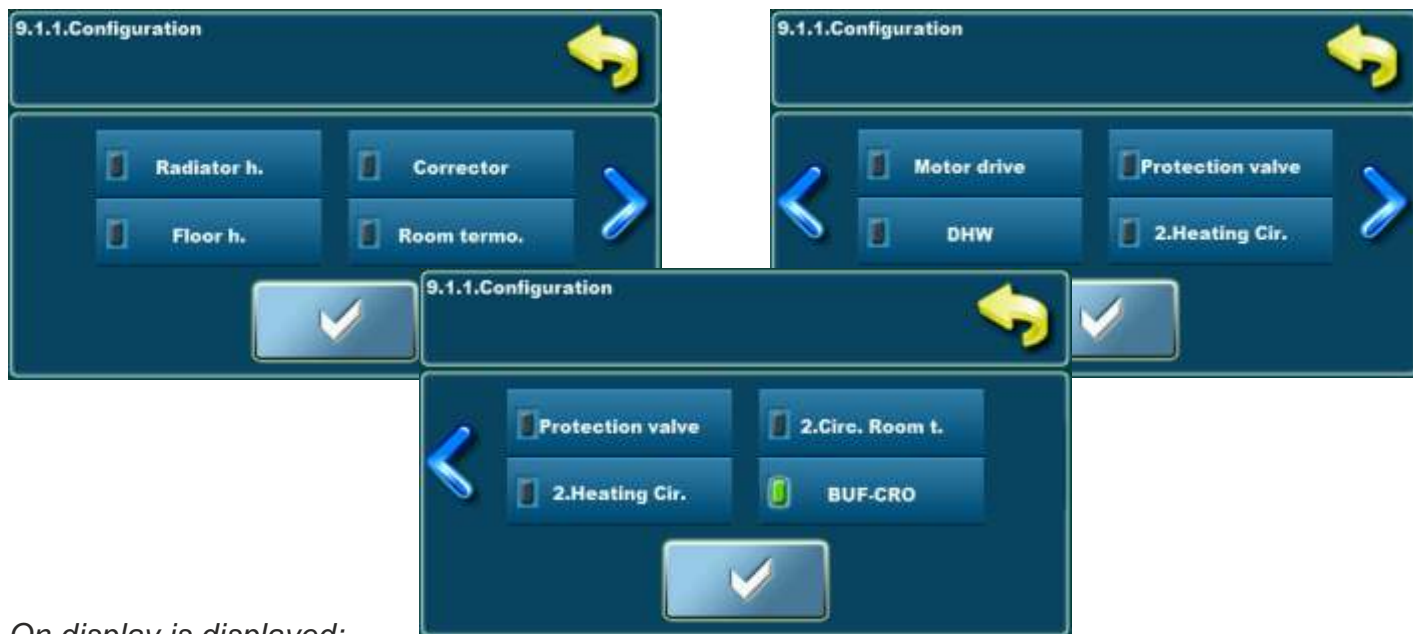 9.1.1.Configuration
Radiator h.
Corrector
Floor h.
Room termo.
9.1.1.Configuration
Motor drive
Protection valve
DHW
2.Heating Cir.
9.1.1.Configuration
Protection valve
2.Circ. Room t.
2.Heating Cir.
BUF-CRO
On display is displayed: